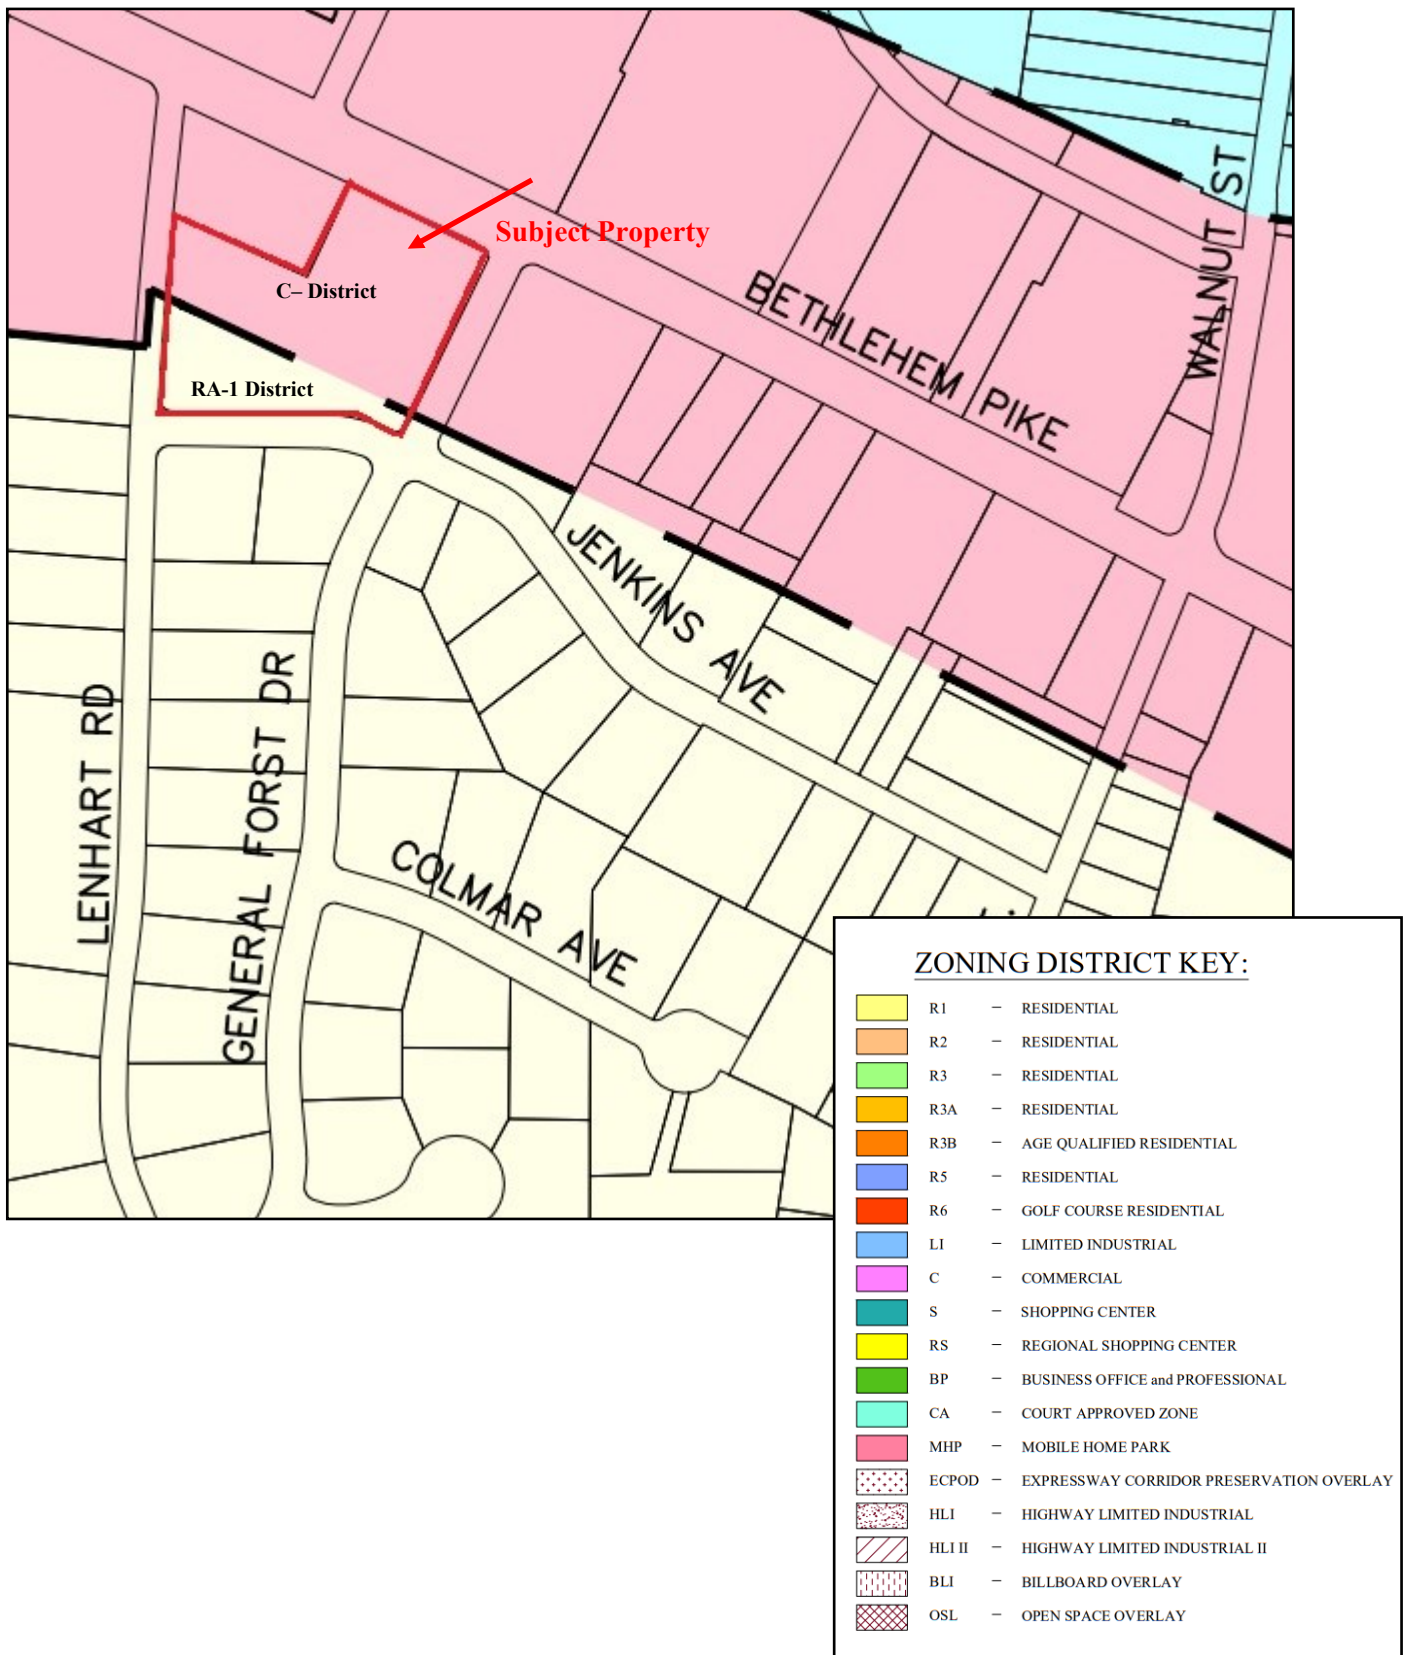 WALNUT ST
Subject Property
C– District
BETHLEHEM PIKE
RA-1 District
JENKINS AVE
LENHART RD
GENERAL FORST DR
COLMAR AVE
ZONING DISTRICT KEY:
R1 – RESIDENTIAL
R2 – RESIDENTIAL
R3 – RESIDENTIAL
R3A – RESIDENTIAL
R3B – AGE QUALIFIED RESIDENTIAL
R5 – RESIDENTIAL
R6 – GOLF COURSE RESIDENTIAL
LI – LIMITED INDUSTRIAL
C – COMMERCIAL
S – SHOPPING CENTER
RS – REGIONAL SHOPPING CENTER
BP – BUSINESS OFFICE and PROFESSIONAL
CA – COURT APPROVED ZONE
MHP – MOBILE HOME PARK
ECPOD – EXPRESSWAY CORRIDOR PRESERVATION OVERLAY
HLI – HIGHWAY LIMITED INDUSTRIAL
HLI II – HIGHWAY LIMITED INDUSTRIAL II
BLI – BILLBOARD OVERLAY
OSL – OPEN SPACE OVERLAY